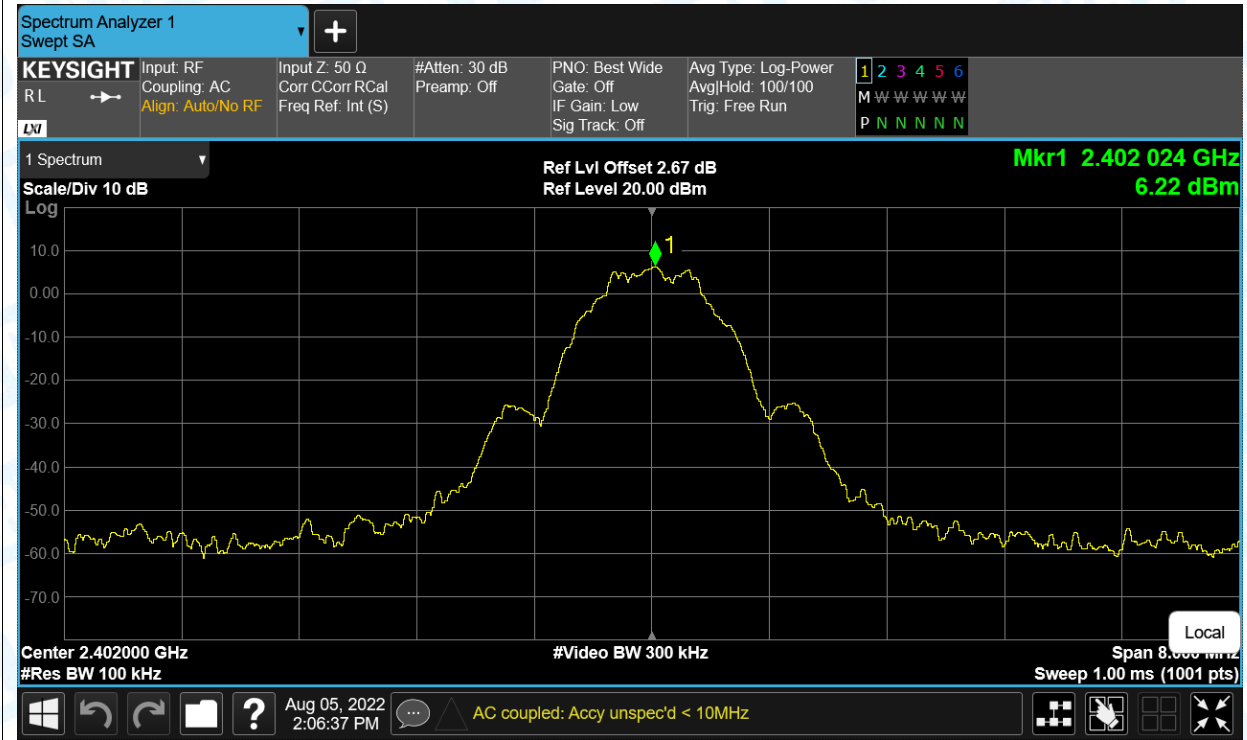 Spectrum Analyzer 1
Swept SA
+
KEYSIGHT
R L
LXI
Input: RF
Coupling: AC
Align: Auto/No RF
Input Z: 50 Ω
Corr CCorr RCal
Freq Ref: Int (S)
#Atten: 30 dB
Preamp: Off
PNO: Best Wide
Gate: Off
IF Gain: Low
Sig Track: Off
Avg Type: Log-Power
Avg|Hold: 100/100
Trig: Free Run
1 2 3 4 5 6
M W W W W W
P N N N N N
1 Spectrum
Scale/Div 10 dB
Log
Ref Lvl Offset 2.67 dB
Ref Level 20.00 dBm
Mkr1 2.402 024 GHz
6.22 dBm
1
10.0
0.00
-10.0
-20.0
-30.0
-40.0
-50.0
-60.0
-70.0
Local
Center 2.402000 GHz
#Res BW 100 kHz
#Video BW 300 kHz
Span 8.000 MHz
Sweep 1.00 ms (1001 pts)
?
Aug 05, 2022
2:06:37 PM
AC coupled: Accy unspec'd < 10MHz